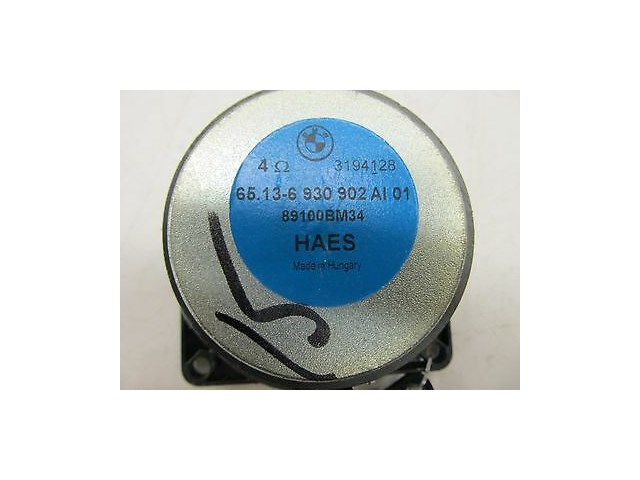 4 Ω 3194128
65.13-6 930 902 AI 01
89100BM34
HAES
Made in Hungary